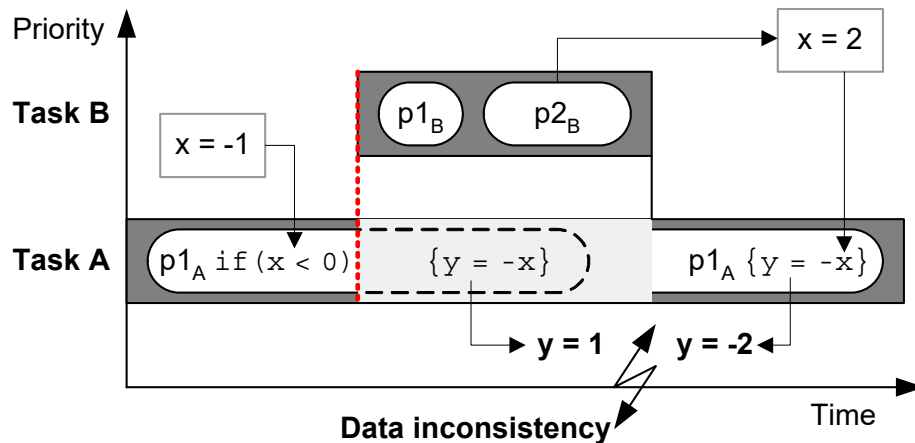 Priority
x = 2
Task B
p1B p2B
x = -1
Task A
p1A if(x < 0) {y = -x} p1A {y = -x}
y = 1 y = -2
Data inconsistency
Time